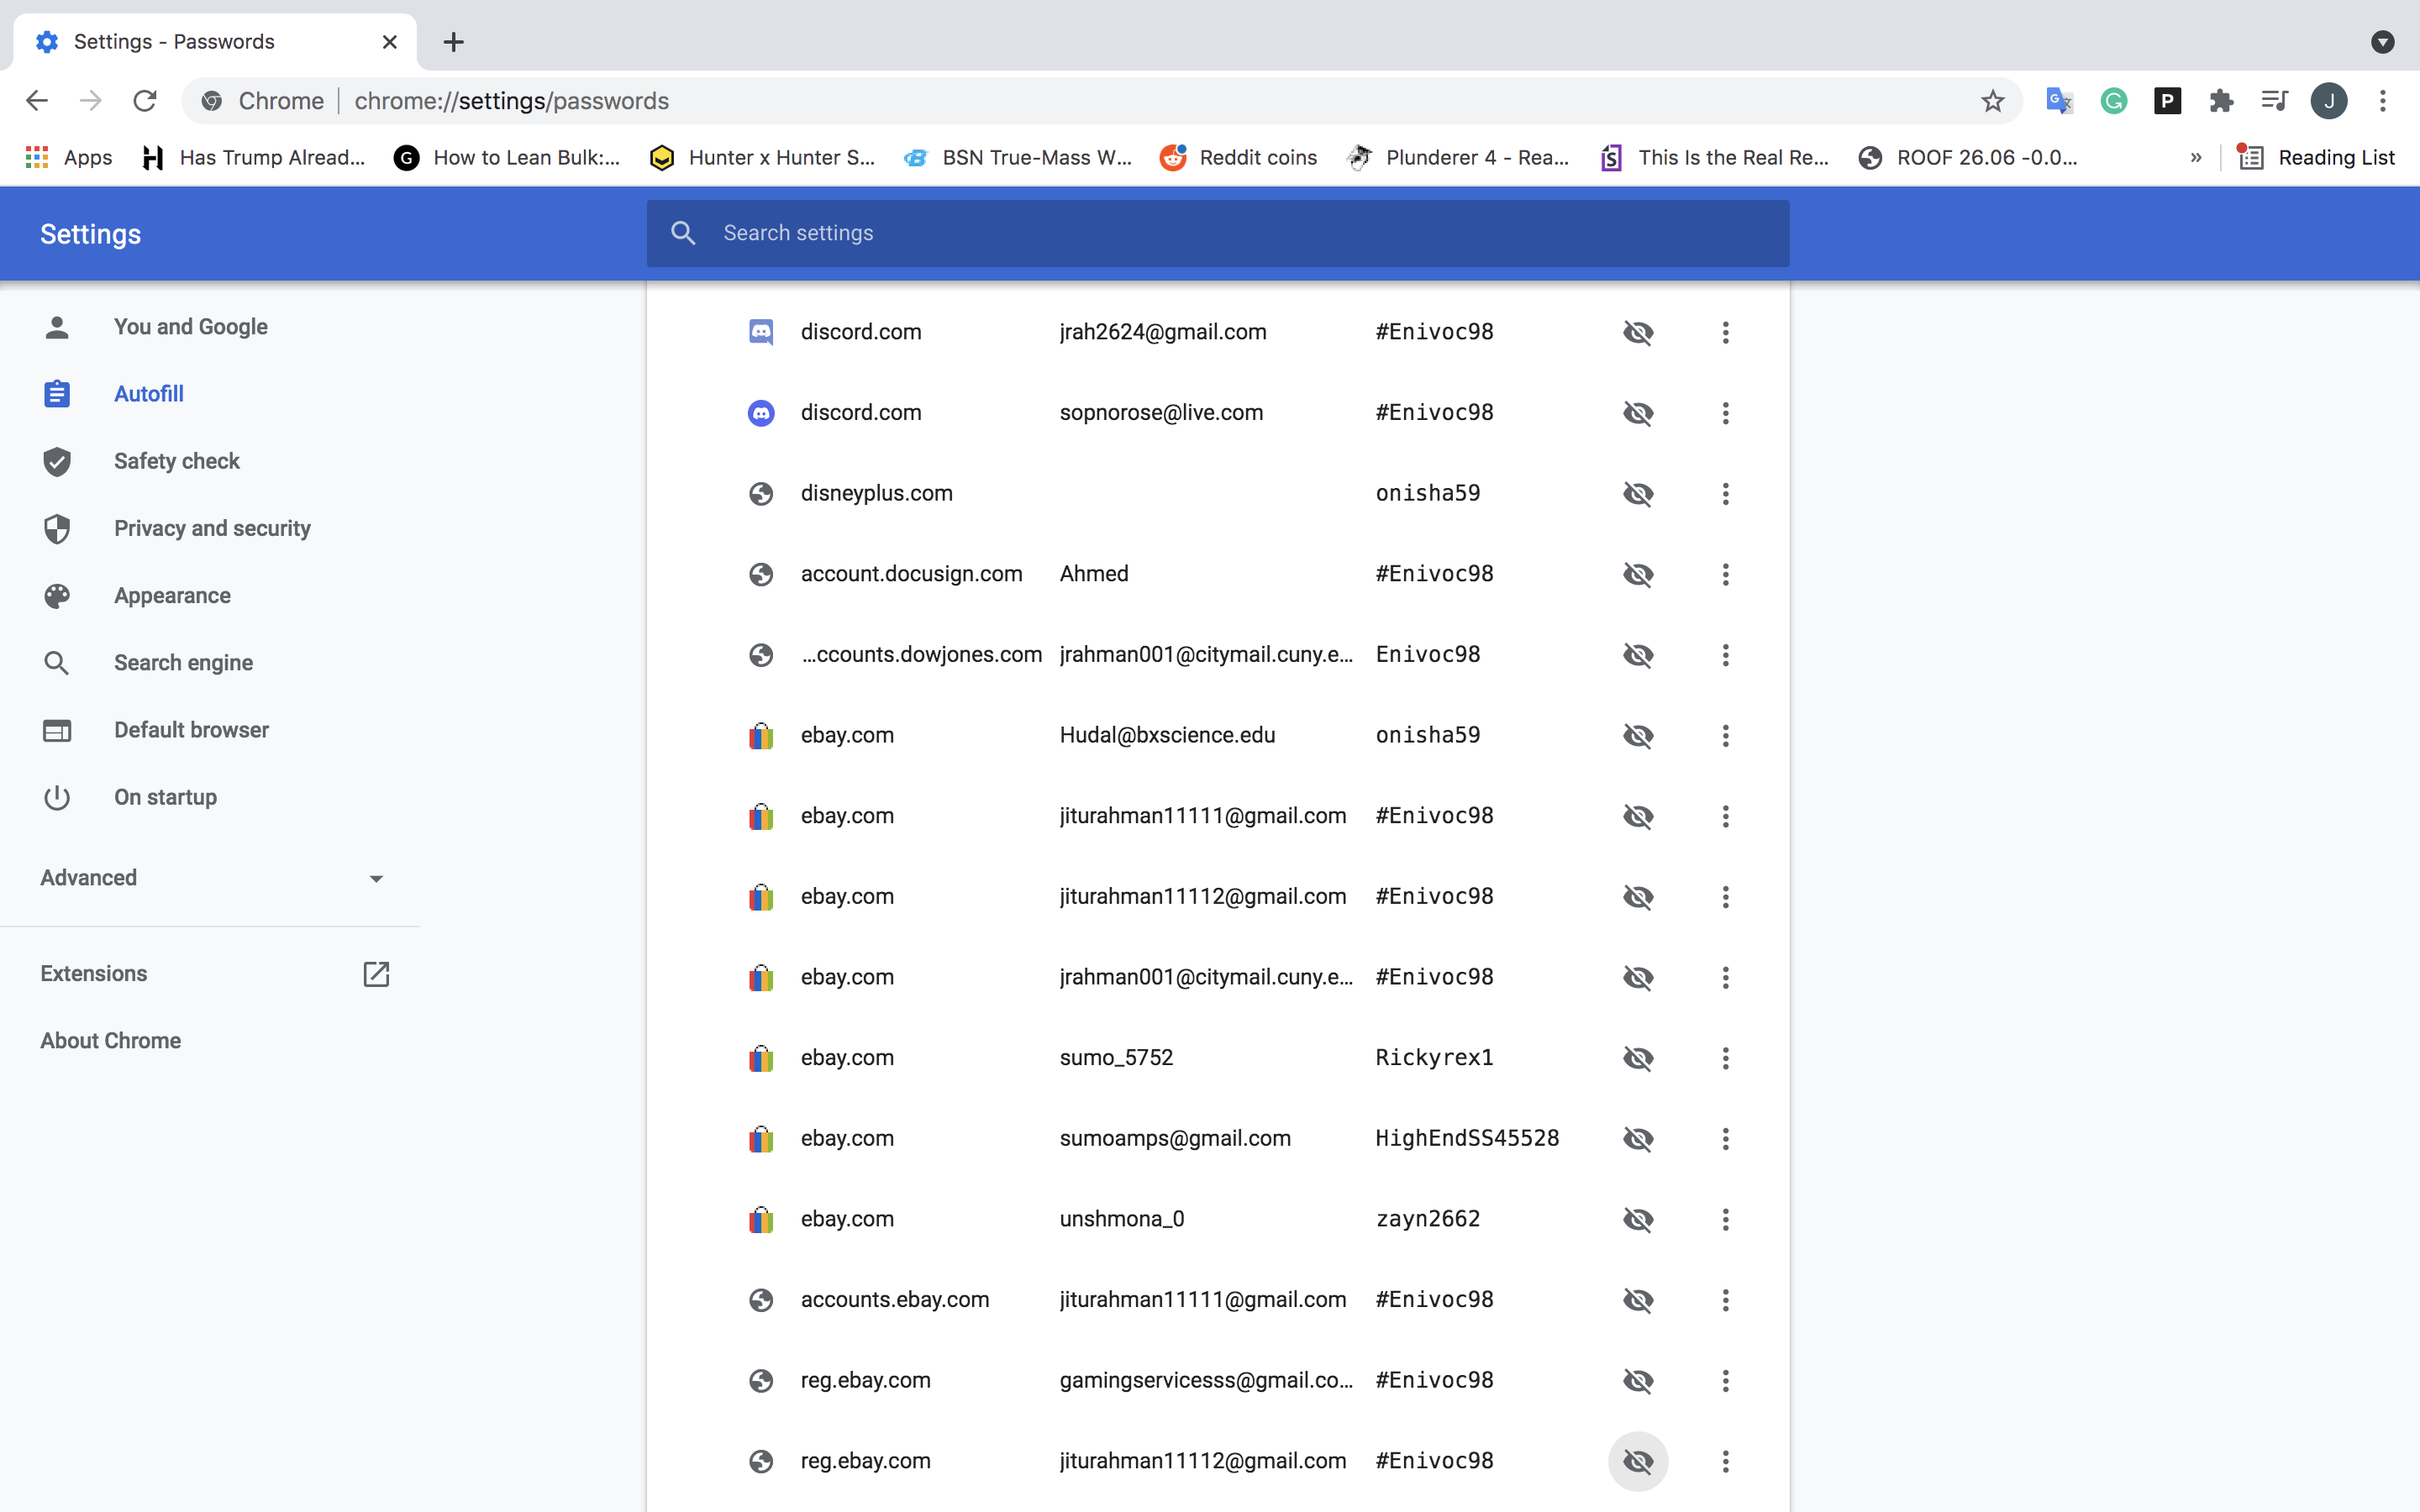 Settings - Passwords
Chrome | chrome://settings/passwords
J
Apps Has Trump Alread... How to Lean Bulk:... Hunter x Hunter S... BSN True-Mass W... Reddit coins Plunderer 4 - Rea... This Is the Real Re... ROOF 26.06 -0.0... » Reading List
Settings
Search settings
You and Google
Autofill
Safety check
Privacy and security
Appearance
Search engine
Default browser
On startup
Advanced
Extensions
About Chrome
discord.com jrah2624@gmail.com #Enivoc98
discord.com sopnorose@live.com #Enivoc98
disneyplus.com onisha59
account.docusign.com Ahmed #Enivoc98
...ccounts.dowjones.com jrahman001@citymail.cuny.e... Enivoc98
ebay.com Hudal@bxscience.edu onisha59
ebay.com jiturahman11111@gmail.com #Enivoc98
ebay.com jiturahman11112@gmail.com #Enivoc98
ebay.com jrahman001@citymail.cuny.e... #Enivoc98
ebay.com sumo_5752 Rickyrex1
ebay.com sumoamps@gmail.com HighEndSS45528
ebay.com unshmona_0 zayn2662
accounts.ebay.com jiturahman11111@gmail.com #Enivoc98
reg.ebay.com gamingservicesss@gmail.co... #Enivoc98
reg.ebay.com jiturahman11112@gmail.com #Enivoc98